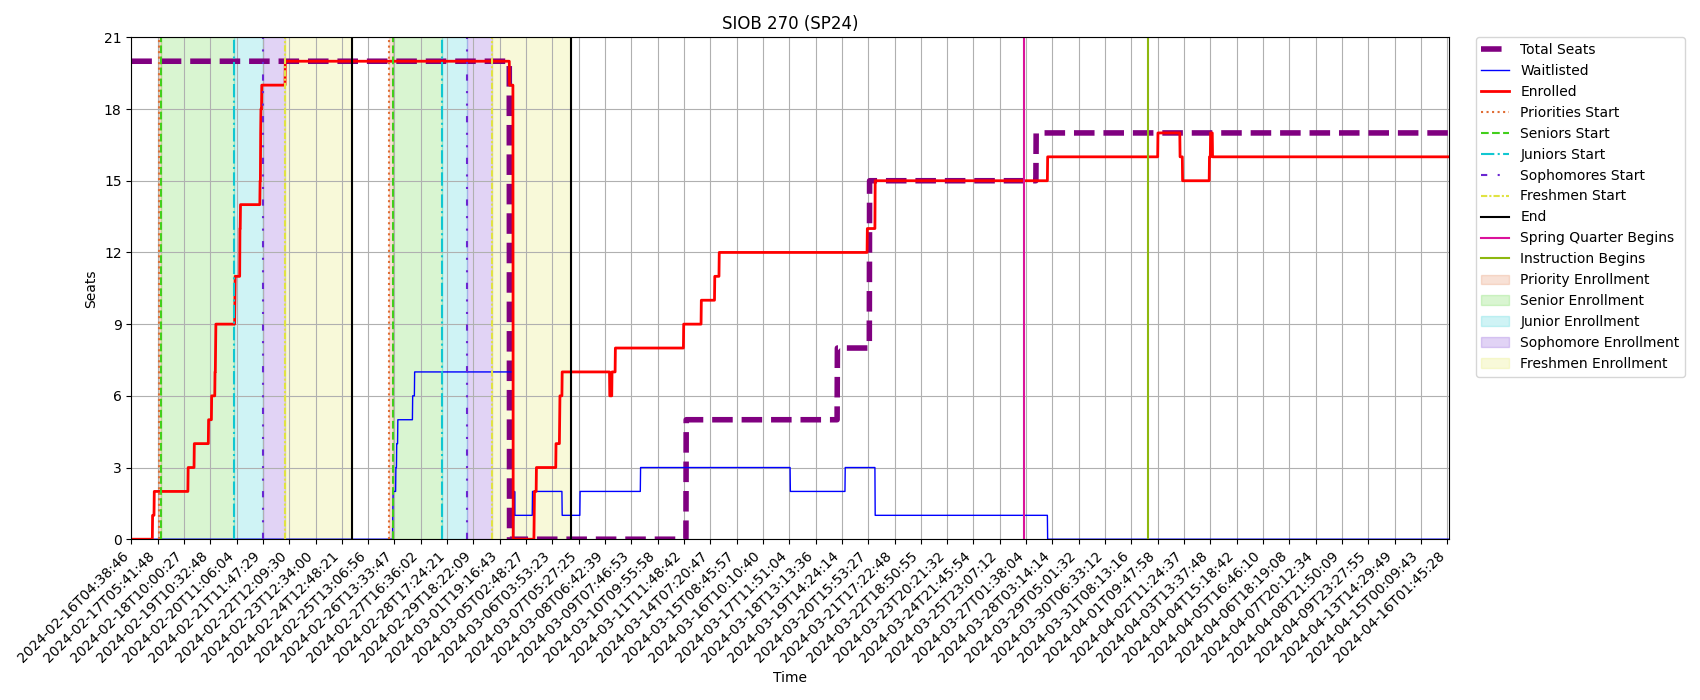 SIOB 270 (SP24)
Seats
21
18
15
12
9
6
3
0
2024-02-16T04:38:46
2024-02-17T05:41:48
2024-02-18T10:00:27
2024-02-19T10:32:48
2024-02-20T11:06:04
2024-02-21T11:47:29
2024-02-22T12:09:30
2024-02-23T12:34:00
2024-02-24T12:48:21
2024-02-25T13:06:56
2024-02-26T13:33:47
2024-02-27T16:36:02
2024-02-28T17:24:21
2024-02-29T18:22:09
2024-03-01T19:16:43
2024-03-05T02:48:27
2024-03-06T03:53:23
2024-03-07T05:27:25
2024-03-08T06:42:39
2024-03-09T07:46:53
2024-03-10T09:55:58
2024-03-11T11:48:42
2024-03-14T07:20:47
2024-03-15T08:45:57
2024-03-16T10:10:40
2024-03-17T11:51:04
2024-03-18T13:13:36
2024-03-19T14:24:14
2024-03-20T15:53:27
2024-03-21T17:22:48
2024-03-22T18:50:55
2024-03-23T20:21:32
2024-03-24T21:45:54
2024-03-25T23:07:12
2024-03-27T01:38:04
2024-03-28T03:14:14
2024-03-29T05:01:32
2024-03-30T06:33:12
2024-03-31T08:13:16
2024-04-01T09:47:58
2024-04-02T11:24:37
2024-04-03T13:37:48
2024-04-04T15:18:42
2024-04-05T16:46:10
2024-04-06T18:19:08
2024-04-07T20:12:34
2024-04-08T21:50:09
2024-04-09T23:27:55
2024-04-13T14:29:49
2024-04-15T00:09:43
2024-04-16T01:45:28
Time
Total Seats
Waitlisted
Enrolled
Priorities Start
Seniors Start
Juniors Start
Sophomores Start
Freshmen Start
End
Spring Quarter Begins
Instruction Begins
Priority Enrollment
Senior Enrollment
Junior Enrollment
Sophomore Enrollment
Freshmen Enrollment